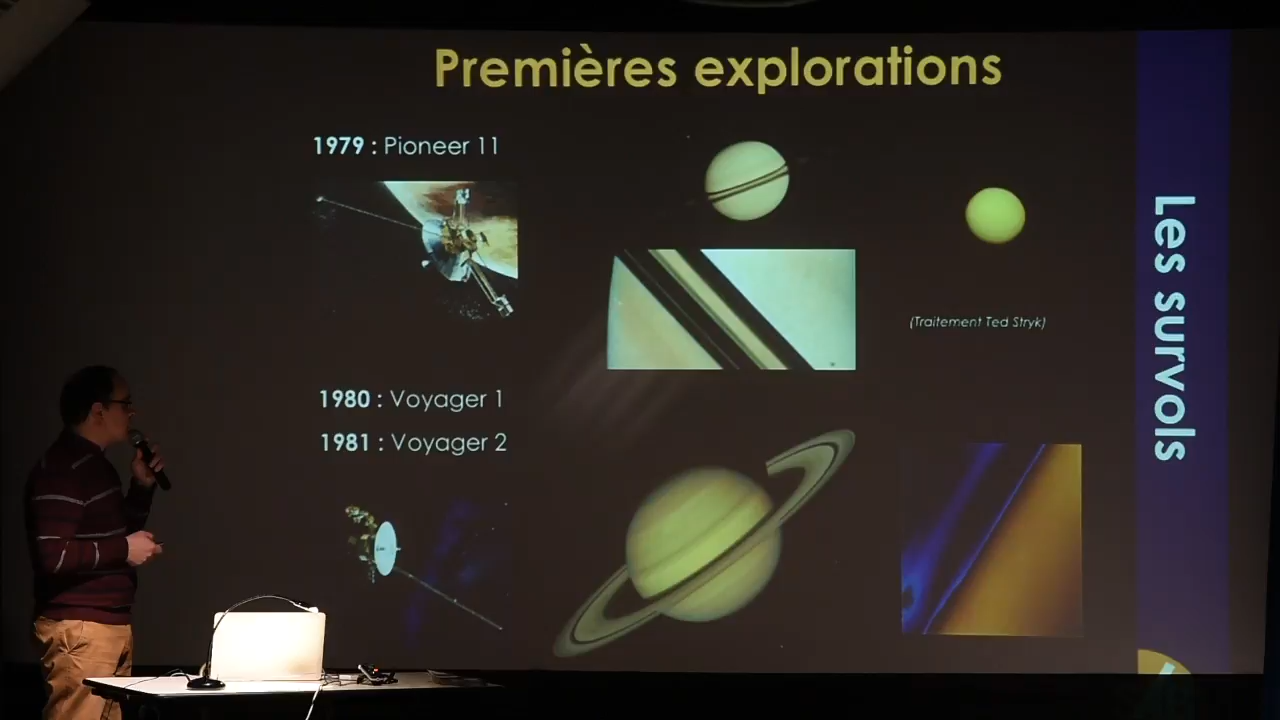 Premières explorations
1979 : Pioneer 11
(Traitement Ted Stryk)
1980 : Voyager 1
1981 : Voyager 2
Les survols